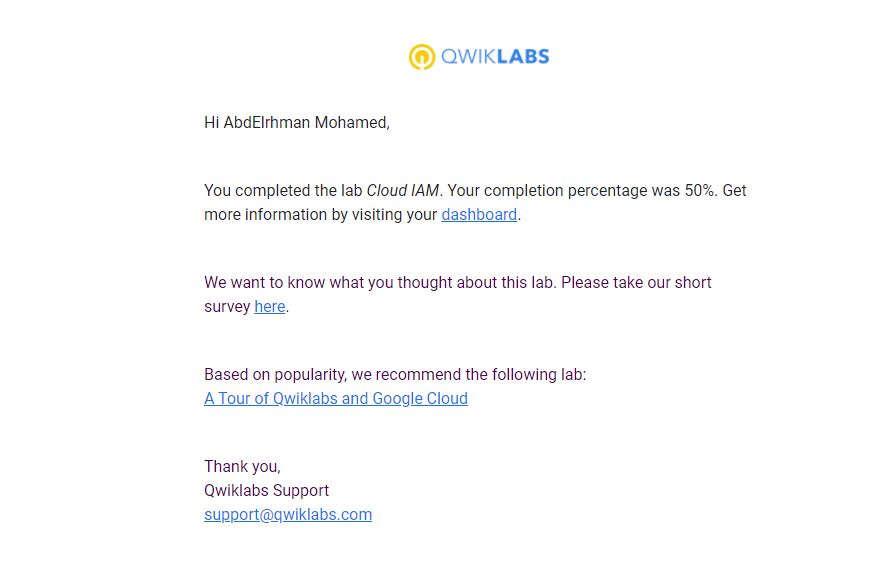 QWIKLABS
Hi AbdElrhman Mohamed,
You completed the lab Cloud IAM. Your completion percentage was 50%. Get
more information by visiting your dashboard.
We want to know what you thought about this lab. Please take our short
survey here.
Based on popularity, we recommend the following lab:
A Tour of Qwiklabs and Google Cloud
Thank you,
Qwiklabs Support
support@qwiklabs.com